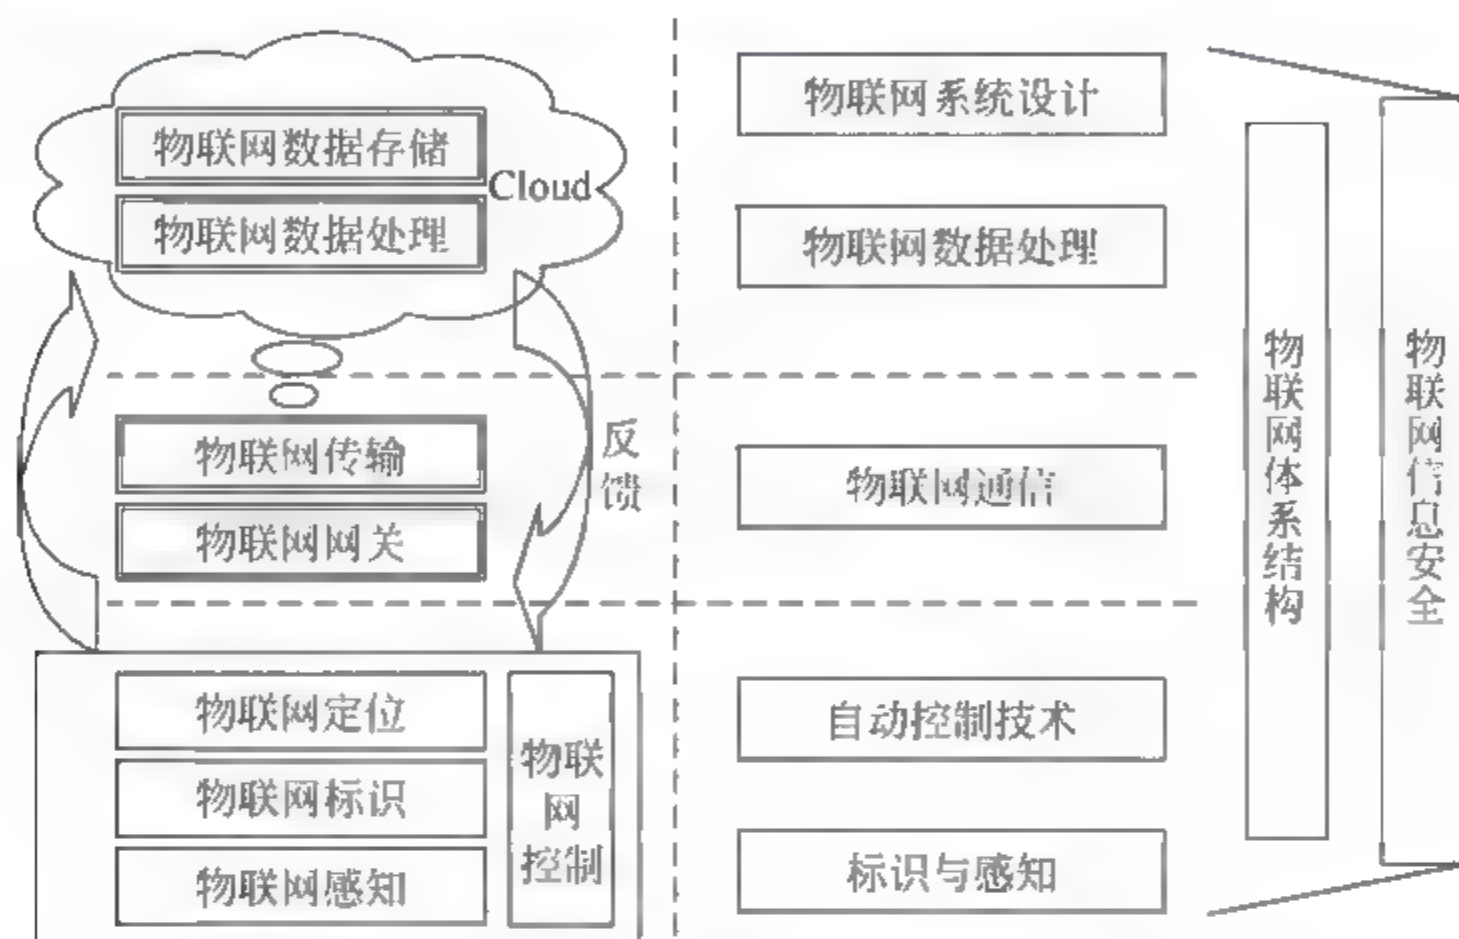 物联网数据存储
Cloud
物联网数据处理
物联网传输
物联网网关
反
馈
物联网定位
物联网标识
物联网感知
物联
网
控制
物联网系统设计
物联网数据处理
物联网通信
自动控制技术
标识与感知
物联网体系结构
物联网信息安全